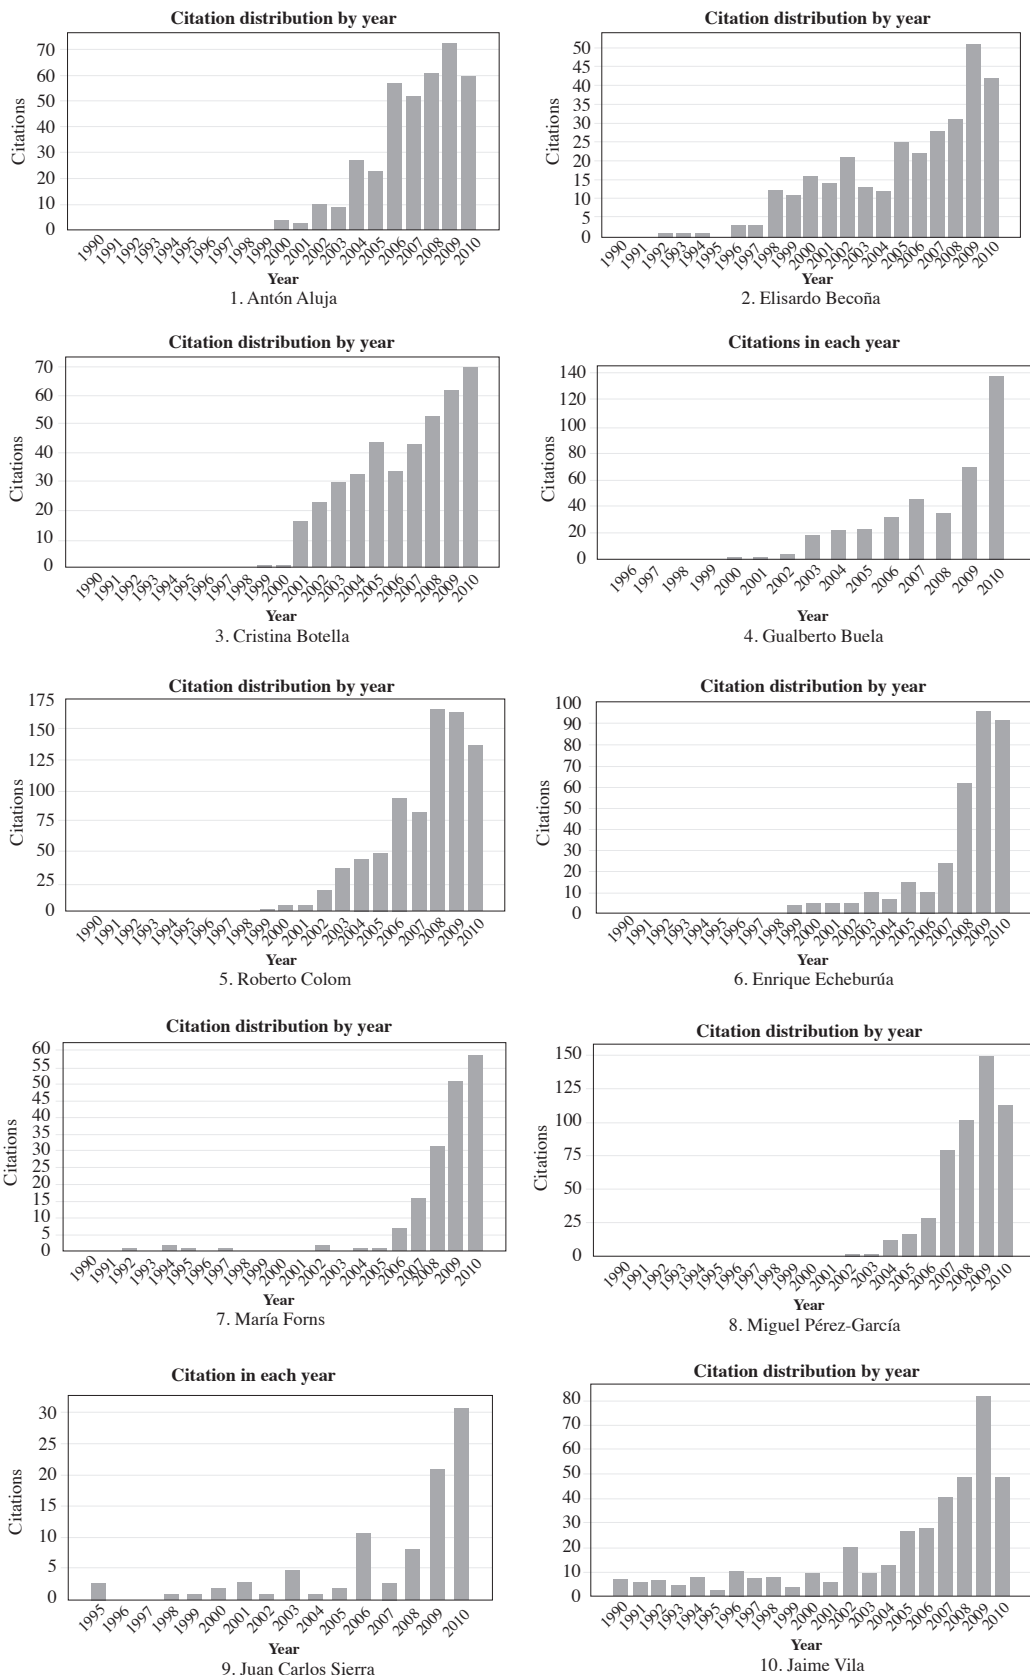 Citation distribution by year
Citations
70
60
50
40
30
20
10
0
1990 1991 1992 1993 1994 1995 1996 1997 1998 1999 2000 2001 2002 2003 2004 2005 2006 2007 2008 2009 2010
Year
1. Antón Aluja
Citation distribution by year
Citations
50
45
40
35
30
25
20
15
10
5
0
1990 1991 1992 1993 1994 1995 1996 1997 1998 1999 2000 2001 2002 2003 2004 2005 2006 2007 2008 2009 2010
Year
2. Elisardo Becoña
Citation distribution by year
Citations
70
60
50
40
30
20
10
0
1990 1991 1992 1993 1994 1995 1996 1997 1998 1999 2000 2001 2002 2003 2004 2005 2006 2007 2008 2009 2010
Year
3. Cristina Botella
Citations in each year
Citations
140
120
100
80
60
40
20
0
1996 1997 1998 1999 2000 2001 2002 2003 2004 2005 2006 2007 2008 2009 2010
Year
4. Gualberto Buela
Citation distribution by year
Citations
175
150
125
100
75
50
25
0
1990 1991 1992 1993 1994 1995 1996 1997 1998 1999 2000 2001 2002 2003 2004 2005 2006 2007 2008 2009 2010
Year
5. Roberto Colom
Citation distribution by year
Citations
100
90
80
70
60
50
40
30
20
10
0
1990 1991 1992 1993 1994 1995 1996 1997 1998 1999 2000 2001 2002 2003 2004 2005 2006 2007 2008 2009 2010
Year
6. Enrique Echeburúa
Citation distribution by year
Citations
60
55
50
45
40
35
30
25
20
15
10
5
0
1990 1991 1992 1993 1994 1995 1996 1997 1998 1999 2000 2001 2002 2003 2004 2005 2006 2007 2008 2009 2010
Year
7. María Forns
Citation distribution by year
Citations
150
125
100
75
50
25
0
1990 1991 1992 1993 1994 1995 1996 1997 1998 1999 2000 2001 2002 2003 2004 2005 2006 2007 2008 2009 2010
Year
8. Miguel Pérez-García
Citation in each year
Citations
30
25
20
15
10
5
0
1995 1996 1997 1998 1999 2000 2001 2002 2003 2004 2005 2006 2007 2008 2009 2010
Year
9. Juan Carlos Sierra
Citation distribution by year
Citations
80
70
60
50
40
30
20
10
0
1990 1991 1992 1993 1994 1995 1996 1997 1998 1999 2000 2001 2002 2003 2004 2005 2006 2007 2008 2009 2010
Year
10. Jaime Vila